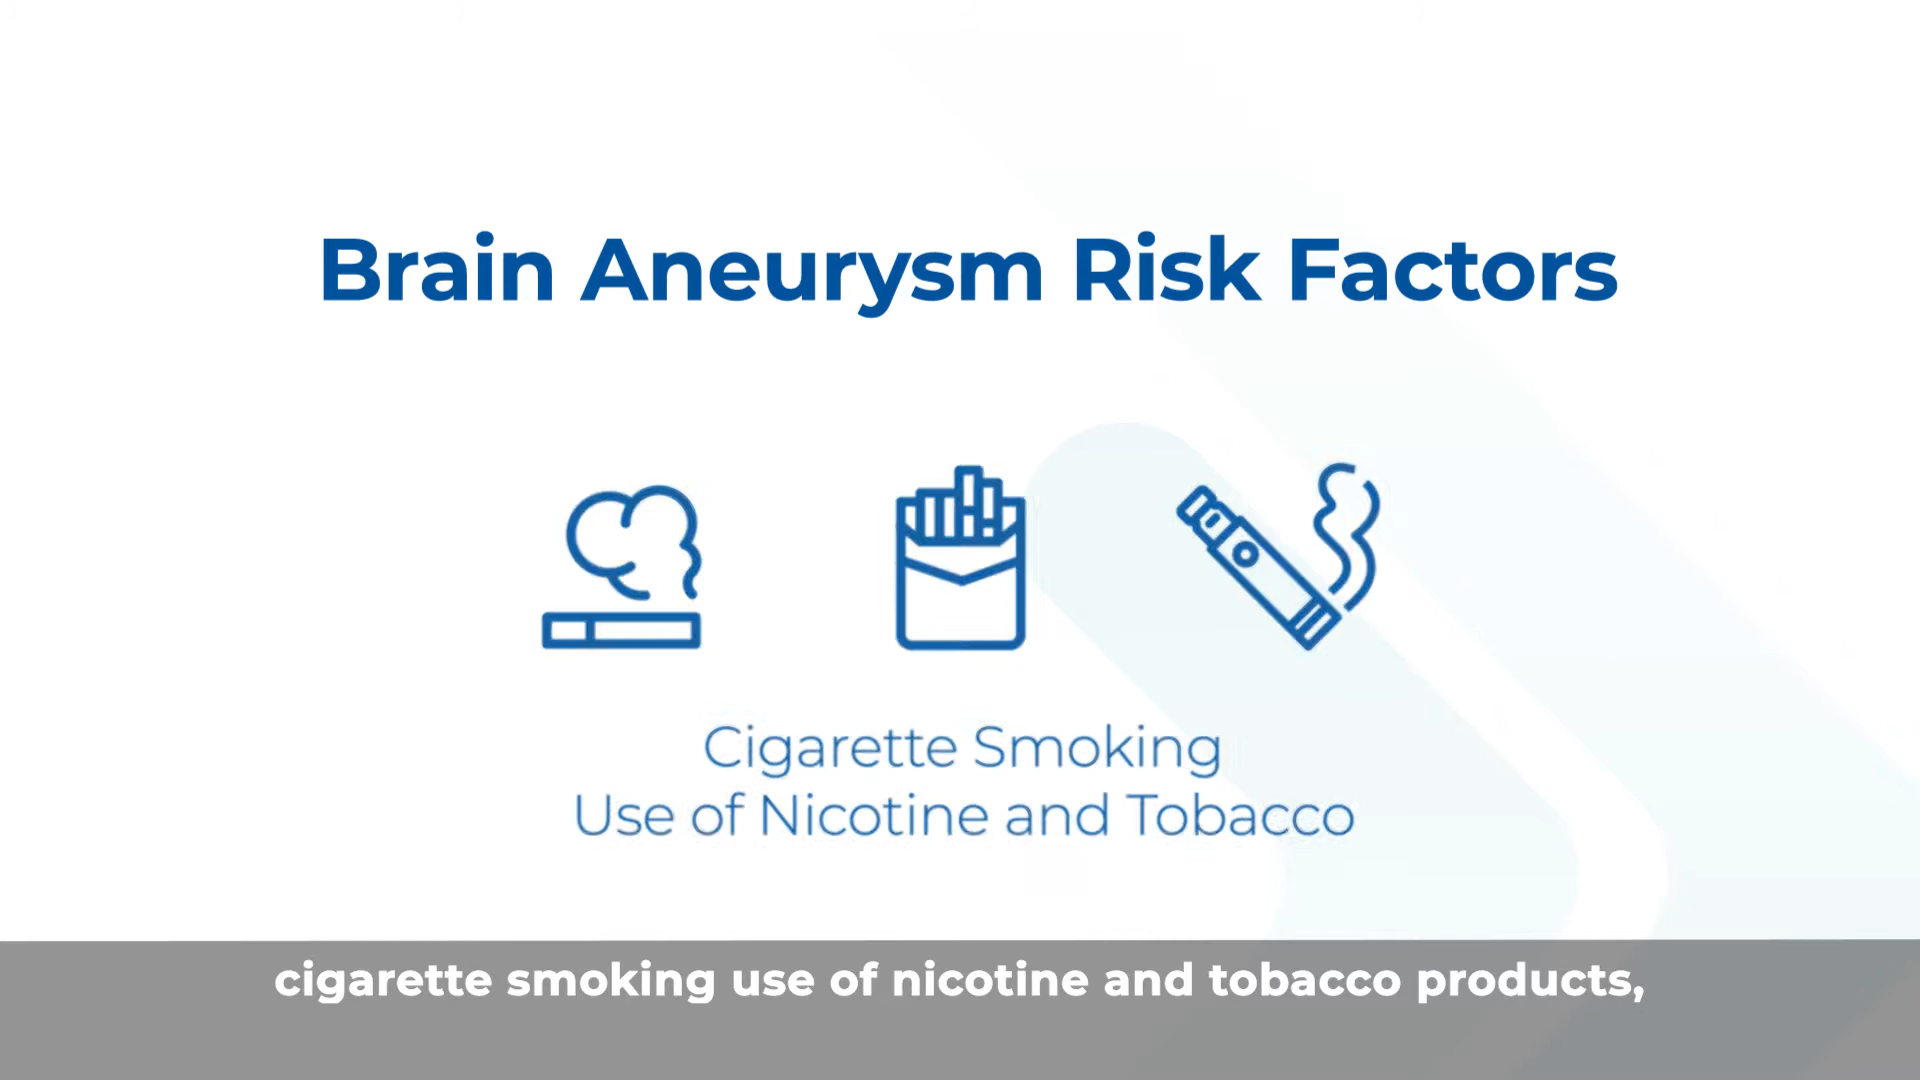 Brain Aneurysm Risk Factors
Cigarette Smoking
Use of Nicotine and Tobacco
cigarette smoking use of nicotine and tobacco products,